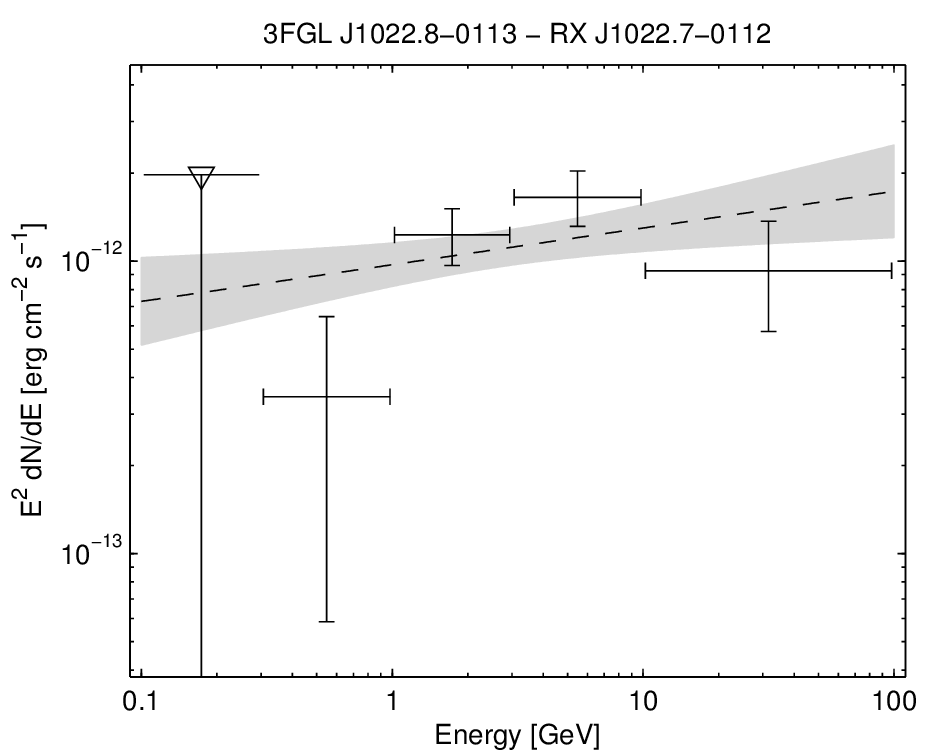 3FGL J1022.8−0113 − RX J1022.7−0112
E² dN/dE [erg cm⁻² s⁻¹]
10⁻¹²
10⁻¹³
0.1 1 10 100
Energy [GeV]